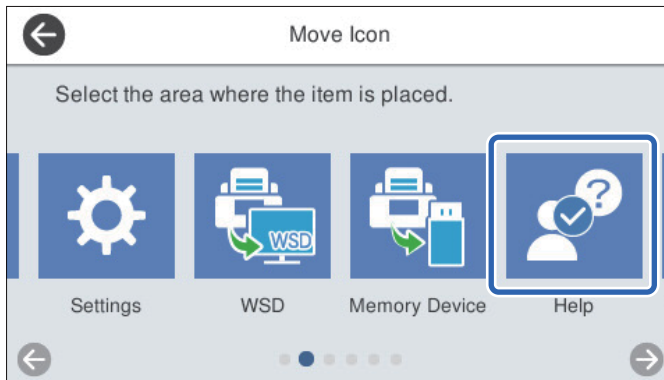 Move Icon
Select the area where the item is placed.
WSD
?
Settings
WSD
Memory Device
Help